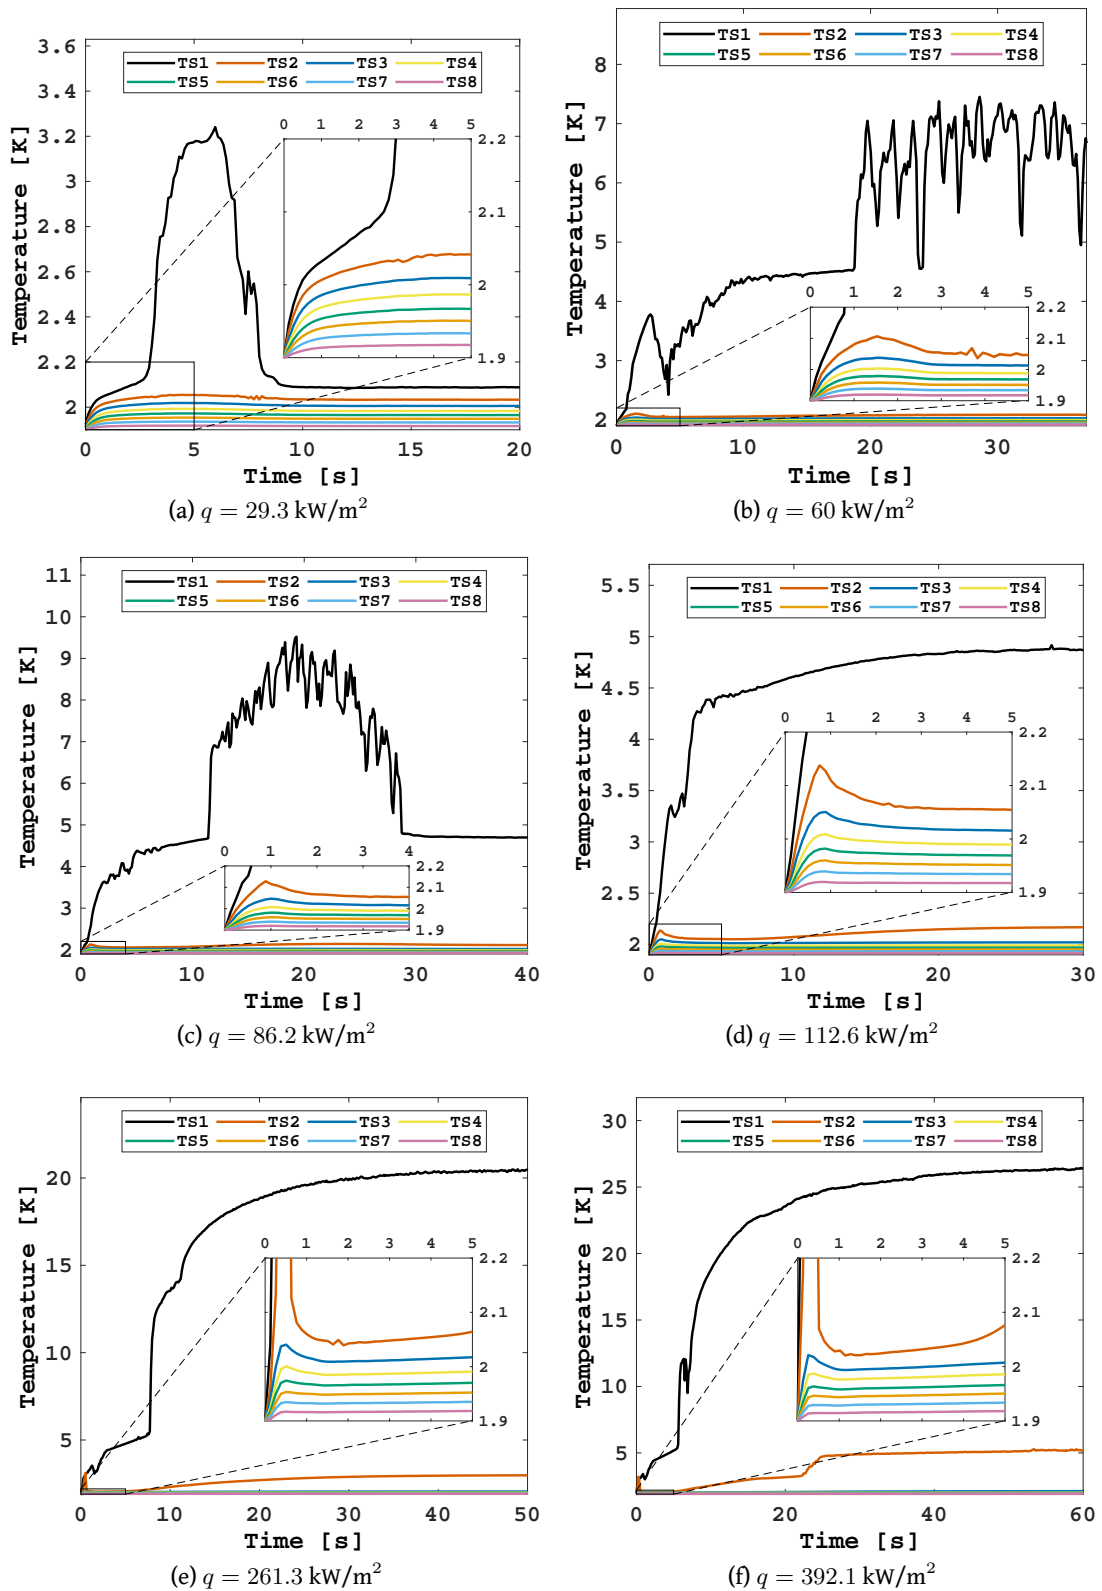 3.6
3.4
3.2
3
2.8
2.6
2.4
2.2
2
Temperature [K]
TS1 TS2 TS3 TS4
TS5 TS6 TS7 TS8
0 1 2 3 4 5
2.2
2.1
2
1.9
0 5 10 15 20
Time [s]
(a) q = 29.3 kW/m²
8
7
6
5
4
3
2
Temperature [K]
TS1 TS2 TS3 TS4
TS5 TS6 TS7 TS8
0 1 2 3 4 5
2.2
2.1
2
1.9
0 10 20 30
Time [s]
(b) q = 60 kW/m²
11
10
9
8
7
6
5
4
3
2
Temperature [K]
TS1 TS2 TS3 TS4
TS5 TS6 TS7 TS8
0 1 2 3 4
2.2
2.1
2
1.9
0 10 20 30 40
Time [s]
(c) q = 86.2 kW/m²
5.5
5
4.5
4
3.5
3
2.5
2
Temperature [K]
TS1 TS2 TS3 TS4
TS5 TS6 TS7 TS8
0 1 2 3 4 5
2.2
2.1
2
1.9
0 10 20 30
Time [s]
(d) q = 112.6 kW/m²
20
15
10
5
Temperature [K]
TS1 TS2 TS3 TS4
TS5 TS6 TS7 TS8
0 1 2 3 4 5
2.2
2.1
2
1.9
0 10 20 30 40 50
Time [s]
(e) q = 261.3 kW/m²
30
25
20
15
10
5
Temperature [K]
TS1 TS2 TS3 TS4
TS5 TS6 TS7 TS8
0 1 2 3 4 5
2.2
2.1
2
1.9
0 20 40 60
Time [s]
(f) q = 392.1 kW/m²